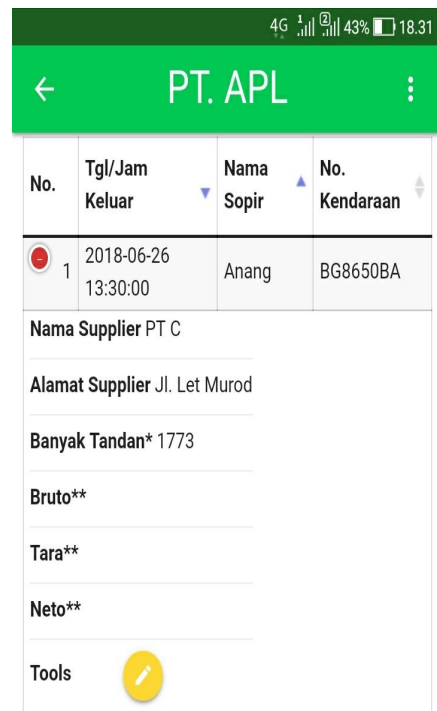 4G 1 2 43% 18.31
PT. APL
No. Tgl/Jam Keluar Nama Sopir No. Kendaraan
1 2018-06-26 13:30:00 Anang BG8650BA
Nama Supplier PT C
Alamat Supplier Jl. Let Murod
Banyak Tandan* 1773
Bruto**
Tara**
Neto**
Tools